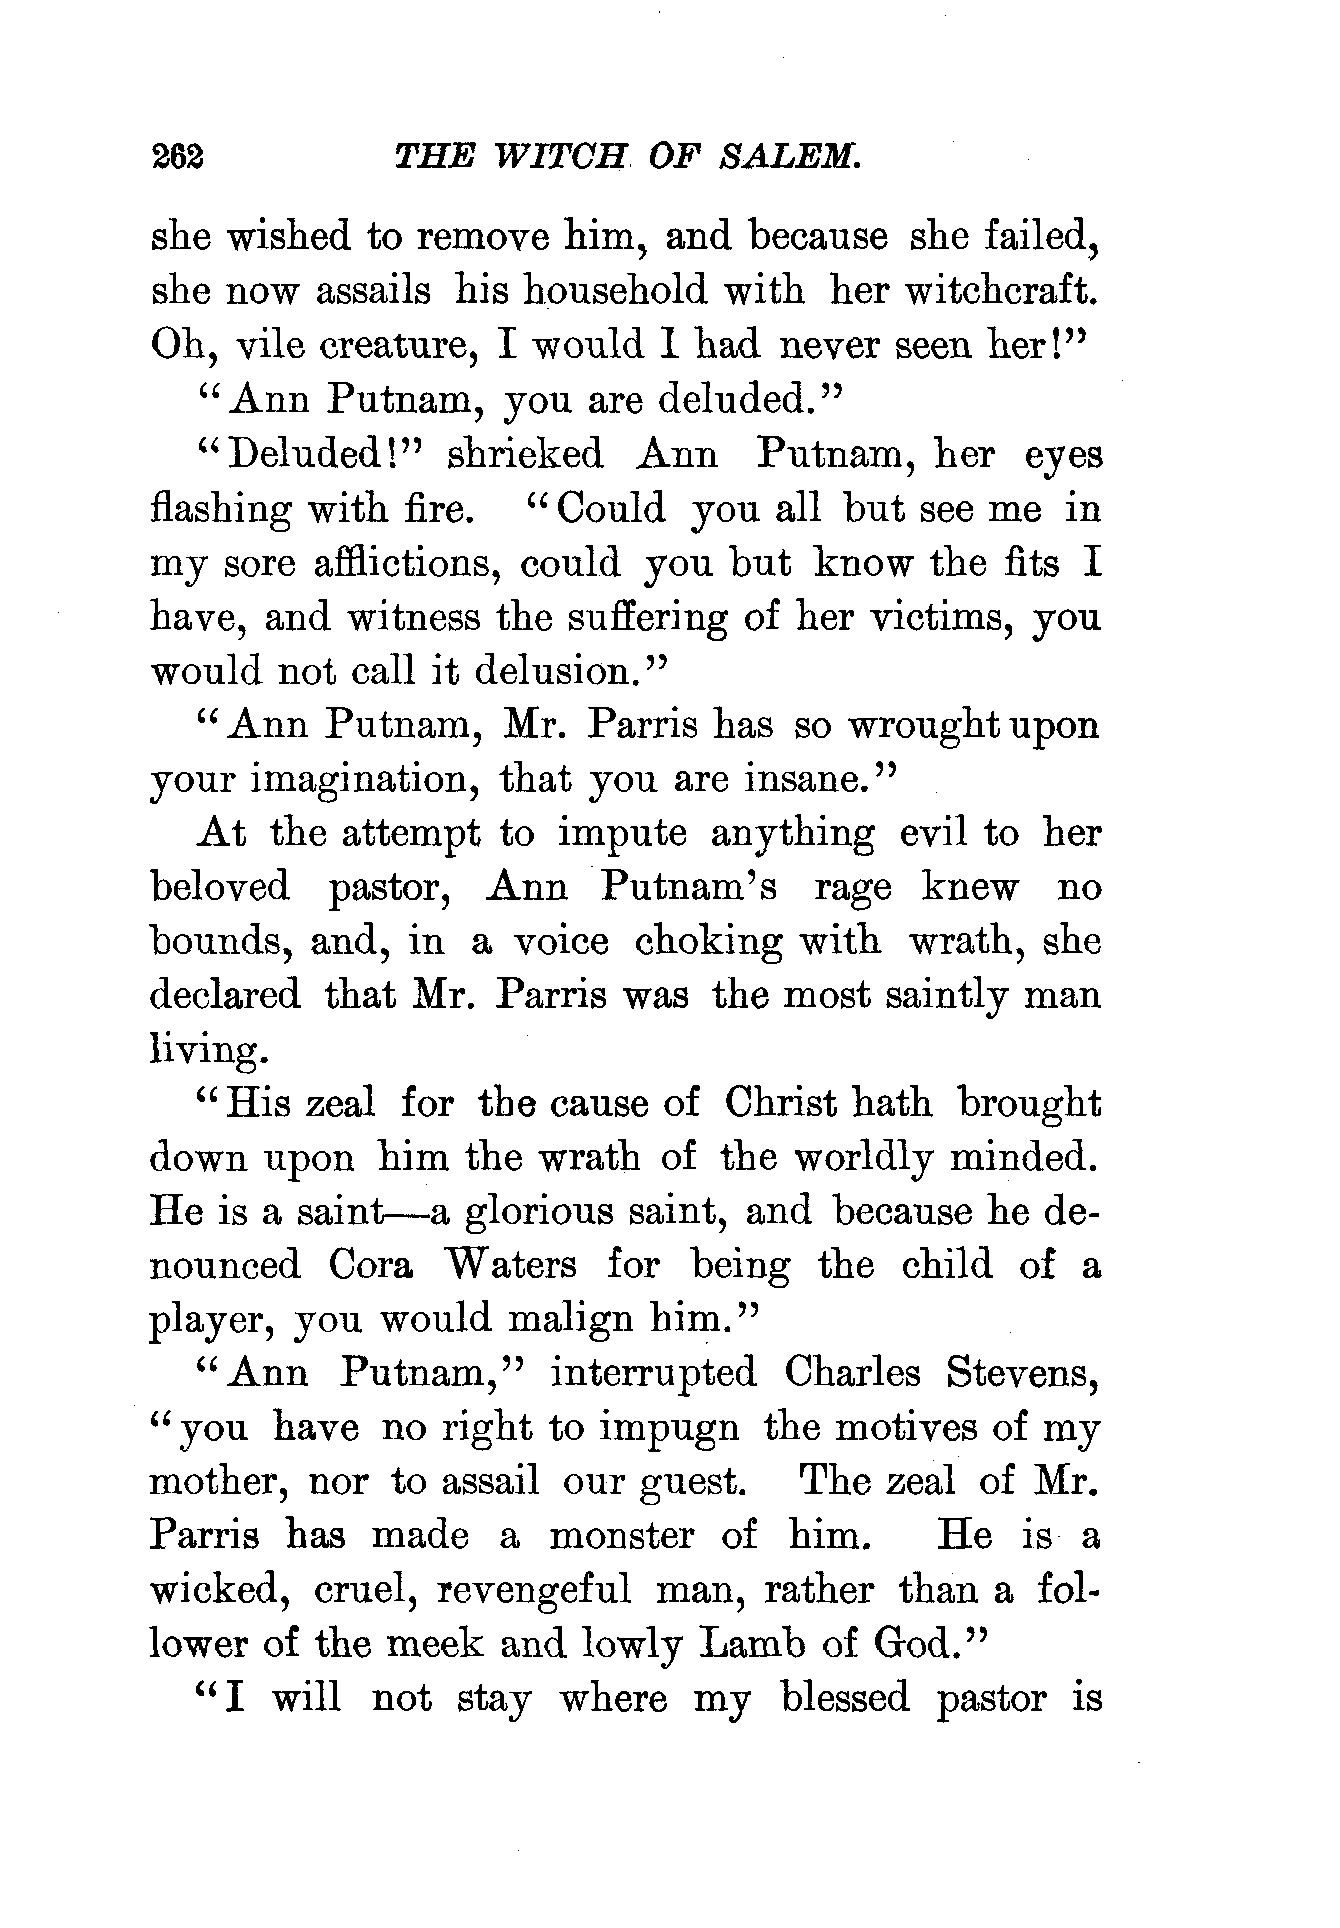 262 THE WITCH OF SALEM.
she wished to remove him, and because she failed,
she now assails his household with her witchcraft.
Oh, vile creature, I would I had never seen her!"
"Ann Putnam, you are deluded."
"Deluded!" shrieked Ann Putnam, her eyes
flashing with fire. "Could you all but see me in
my sore afflictions, could you but know the fits I
have, and witness the suffering of her victims, you
would not call it delusion."
"Ann Putnam, Mr. Parris has so wrought upon
your imagination, that you are insane."
At the attempt to impute anything evil to her
beloved pastor, Ann Putnam's rage knew no
bounds, and, in a voice choking with wrath, she
declared that Mr. Parris was the most saintly man
living.
"His zeal for the cause of Christ hath brought
down upon him the wrath of the worldly minded.
He is a saint—a glorious saint, and because he de-
nounced Cora Waters for being the child of a
player, you would malign him."
"Ann Putnam," interrupted Charles Stevens,
"you have no right to impugn the motives of my
mother, nor to assail our guest. The zeal of Mr.
Parris has made a monster of him. He is a
wicked, cruel, revengeful man, rather than a fol-
lower of the meek and lowly Lamb of God."
"I will not stay where my blessed pastor is